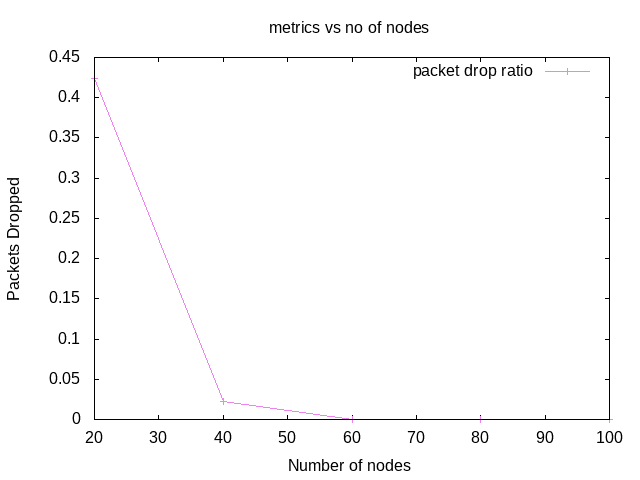 metrics vs no of nodes
packet drop ratio
0.45
0.4
0.35
0.3
0.25
0.2
0.15
0.1
0.05
0
Packets Dropped
20 30 40 50 60 70 80 90 100
Number of nodes